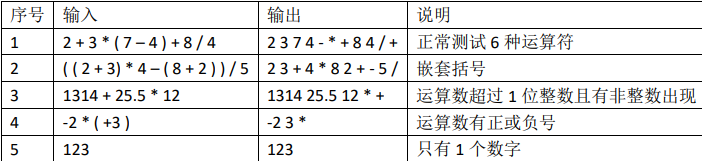 序号 输入 输出 说明
1 2 + 3 * ( 7 – 4 ) + 8 / 4 2 3 7 4 - * + 8 4 / + 正常测试 6 种运算符
2 ( ( 2 + 3) * 4 – ( 8 + 2 ) ) / 5 2 3 + 4 * 8 2 + - 5 / 嵌套括号
3 1314 + 25.5 * 12 1314 25.5 12 * + 运算数超过 1 位整数且有非整数出现
4 -2 * ( +3 ) -2 3 * 运算数有正或负号
5 123 123 只有 1 个数字